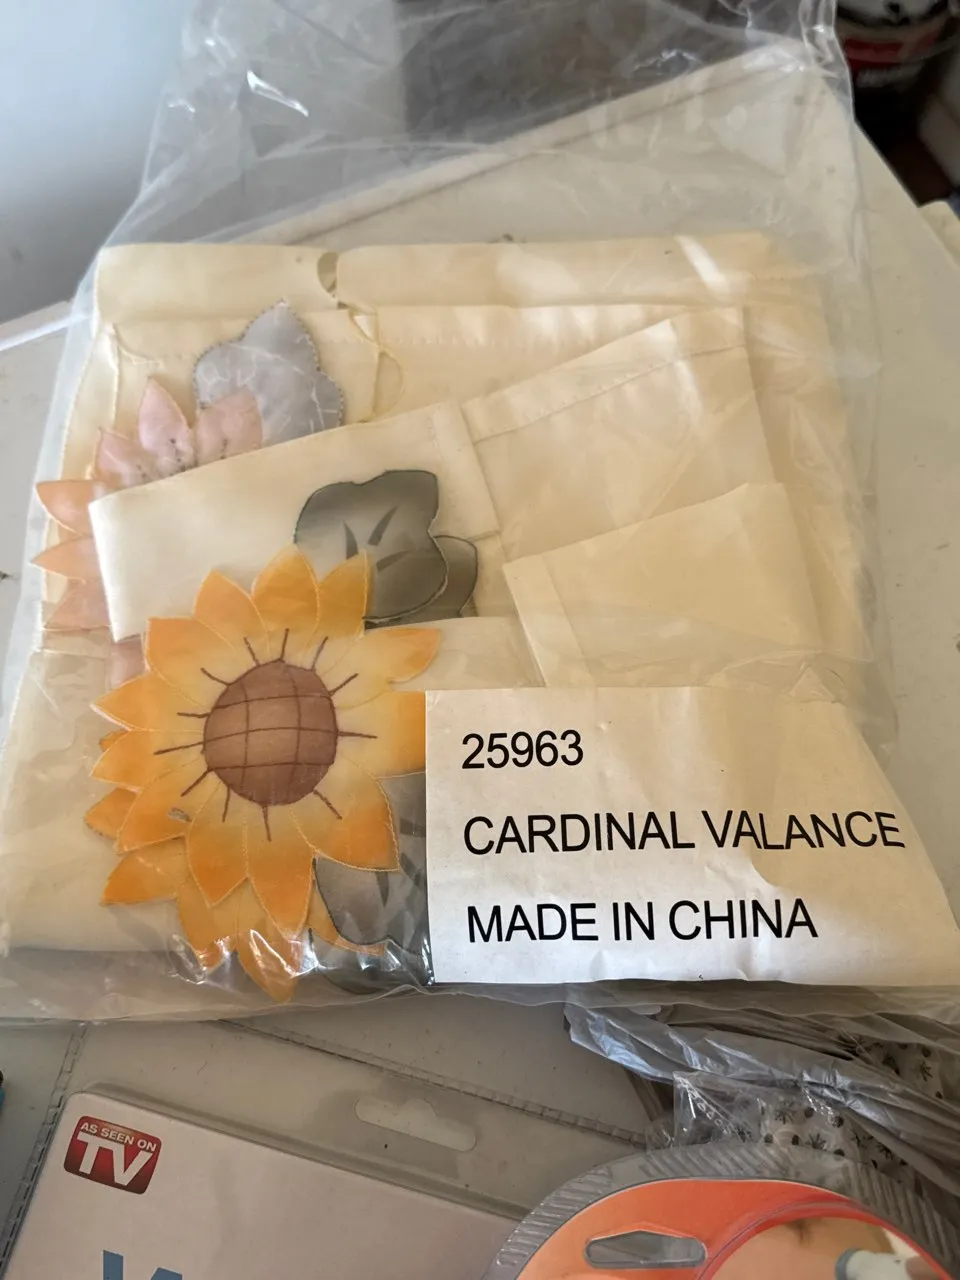 25963
CARDINAL VALANCE
MADE IN CHINA
AS SEEN ON
TV